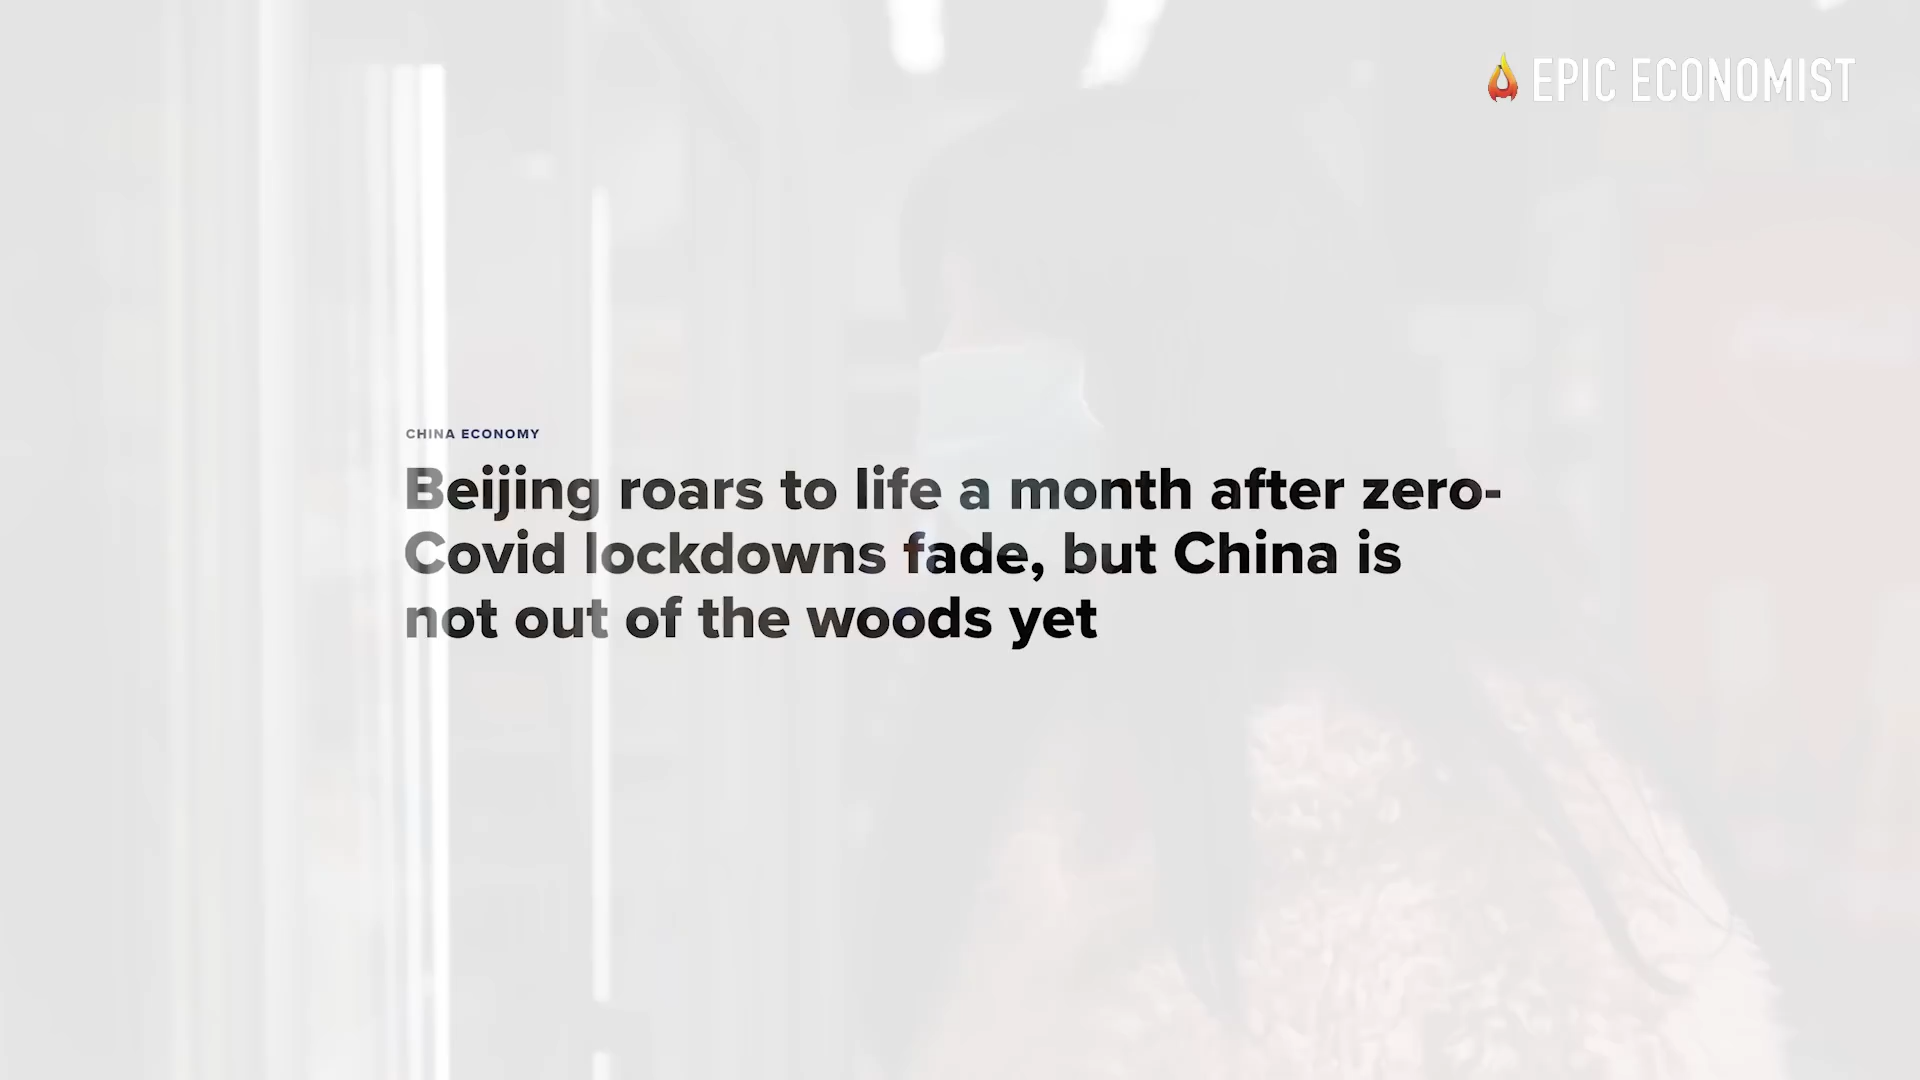 EPIC ECONOMIST
CHINA ECONOMY
Beijing roars to life a month after zero-
Covid lockdowns fade, but China is
not out of the woods yet